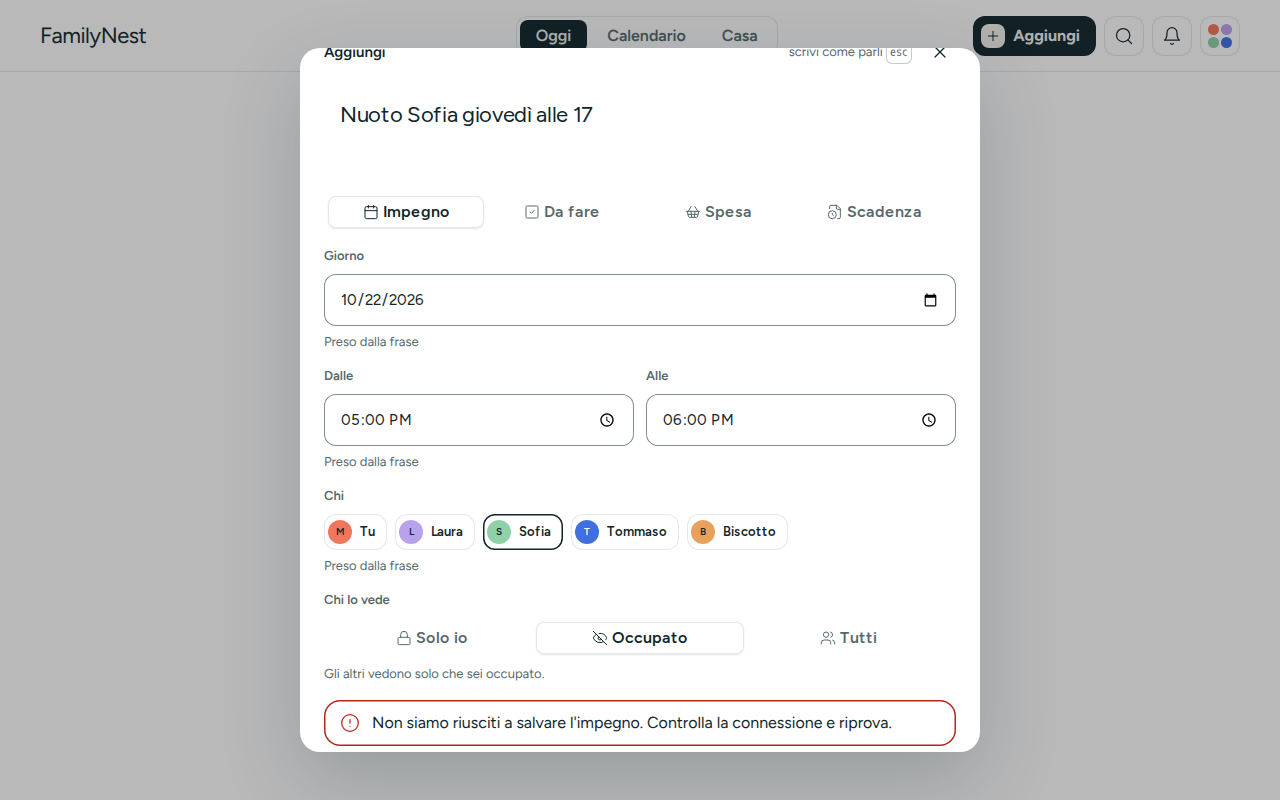 FamilyNest
Oggi
Calendario
Casa
Aggiungi
Aggiungi
scrivi come parli esc
Nuoto Sofia giovedì alle 17
Impegno
Da fare
Spesa
Scadenza
Giorno
10/22/2026
Preso dalla frase
Dalle
Alle
05:00 PM
06:00 PM
Preso dalla frase
Chi
M Tu
L Laura
S Sofia
T Tommaso
B Biscotto
Preso dalla frase
Chi lo vede
Solo io
Occupato
Tutti
Gli altri vedono solo che sei occupato.
Non siamo riusciti a salvare l'impegno. Controlla la connessione e riprova.